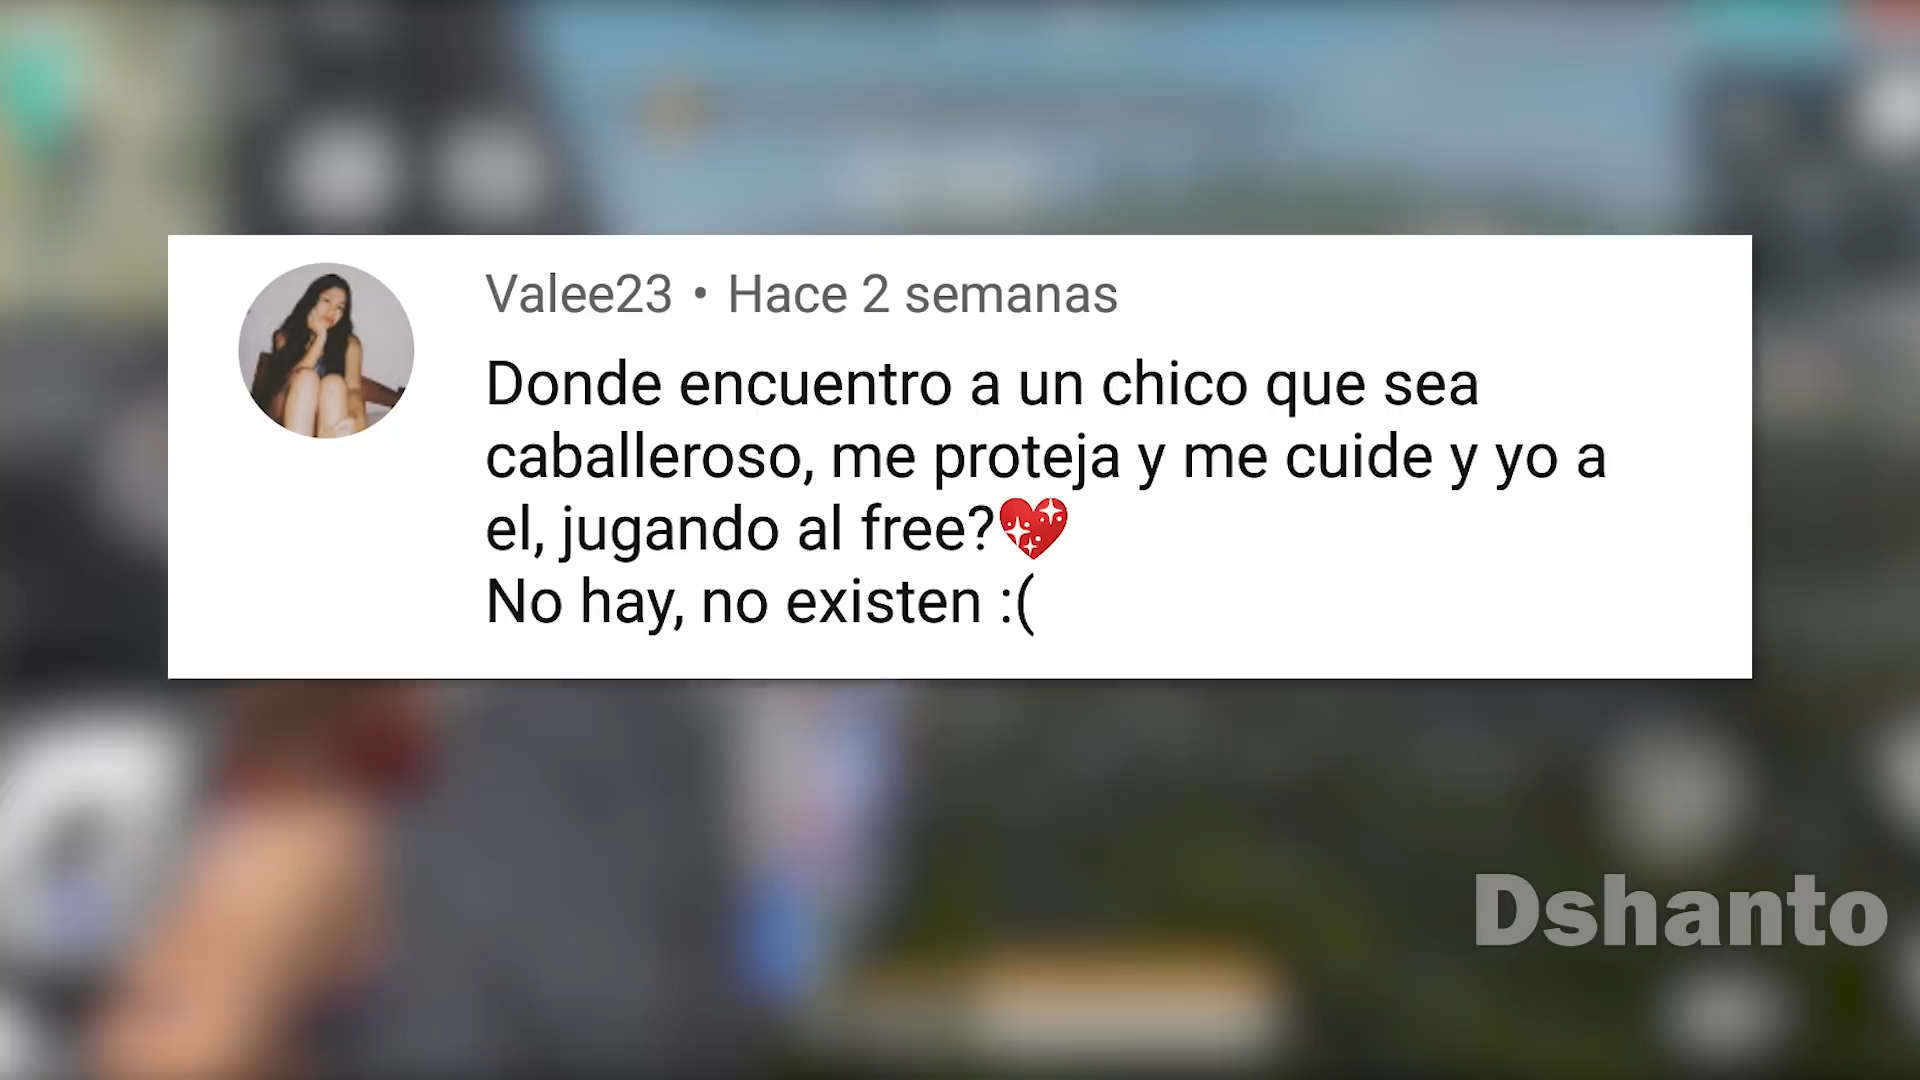 Valee23 • Hace 2 semanas
Donde encuentro a un chico que sea
caballeroso, me proteja y me cuide y yo a
el, jugando al free?💖
No hay, no existen :(
Dshanto